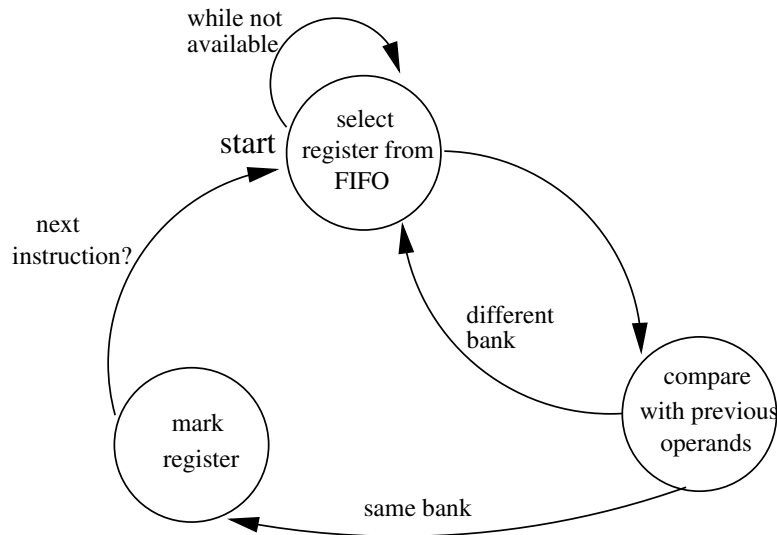 while not
available
start
select
register from
FIFO
next
instruction?
different
bank
compare
with previous
operands
mark
register
same bank